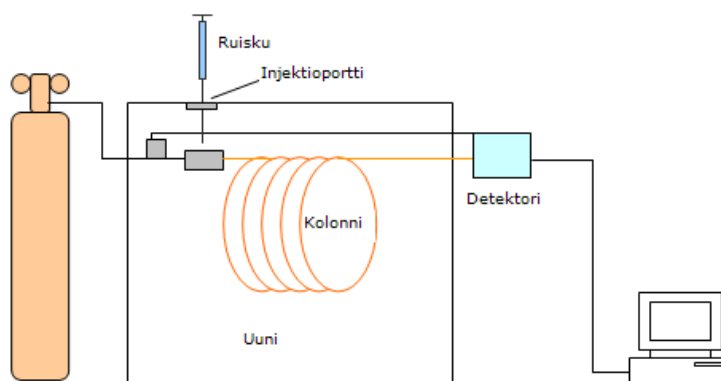 Ruisku
Injektioportti
Detektori
Kolonni
Uuni